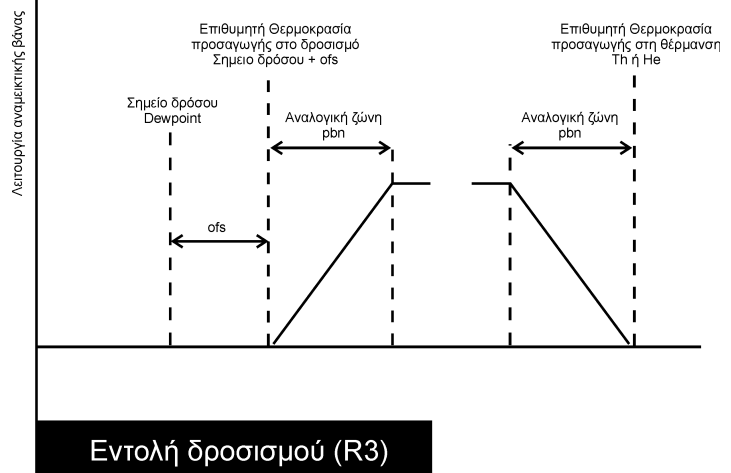 Λειτουργία αναμεικτικής βάνας
Επιθυμητή Θερμοκρασία
προσαγωγής στο δροσισμό
Σημειο δρόσου + ofs
Επιθυμητή Θερμοκρασία
προσαγωγής στη θέρμανση
Th ή He
Σημείο δρόσου
Dewpoint
Αναλογική ζώνη
pbn
Αναλογική ζώνη
pbn
ofs
Εντολή δροσισμού (R3)